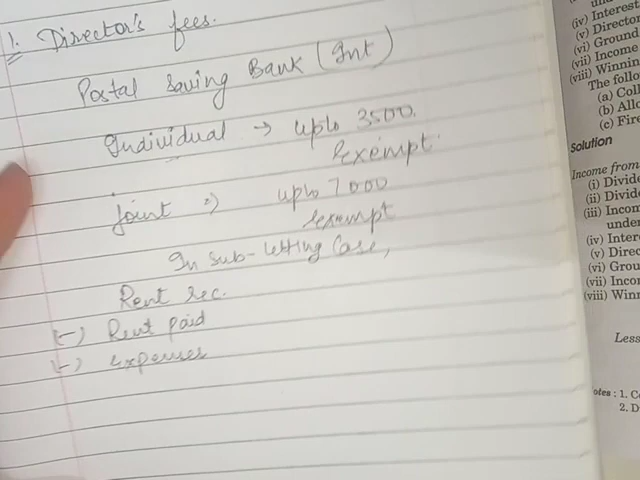 1. Director's fees.
Postal Saving Bank (Int)
Individual → upto 3500.
exempt.
Joint ⇒ upto 7000
exempt
In sub-letting Case,
Rent rec.
(-) Rent paid
(-) expenses
(iv) Interest
(v) Director
(vi) Ground
(vii) Income
(viii) Winnin
The follo
(a) Coll
(b) Allo
(c) Fire
Solution
Income from
(i) Divide
(ii) Divid
(iii) Incom
under
(iv) Inter
(v) Direc
(vi) Grou
(vii) Incor
(viii) Winn
Less
otes : 1. C
2. D